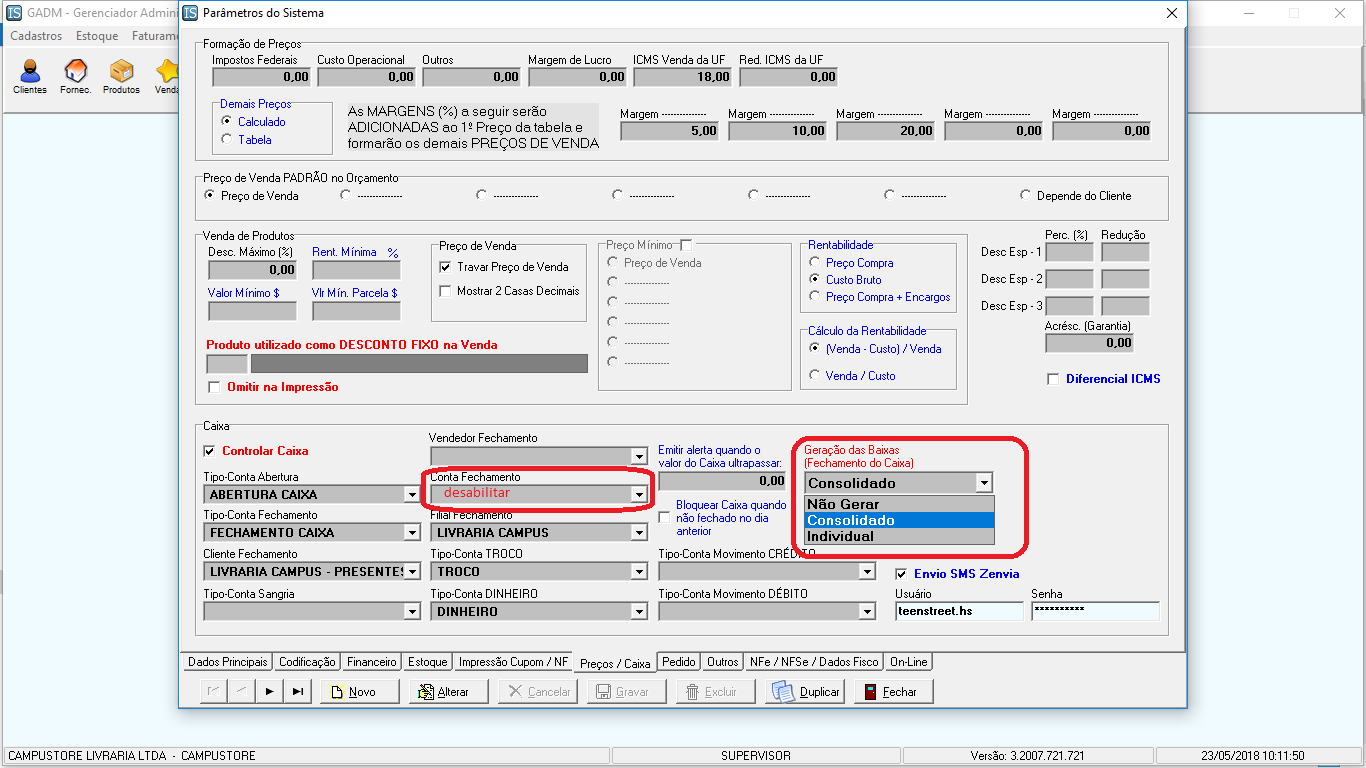 GADM - Gerenciador Admini
Parâmetros do Sistema
Cadastros Estoque Faturam
Clientes Fornec. Produtos Venda
Formação de Preços
Impostos Federais Custo Operacional Outros Margem de Lucro ICMS Venda da UF Red. ICMS da UF
0,00 0,00 0,00 0,00 18,00 0,00
Demais Preços
Calculado
Tabela
As MARGENS (%) a seguir serão
ADICIONADAS ao 1º Preço da tabela e
formarão os demais PREÇOS DE VENDA
Margem --------------- Margem --------------- Margem --------------- Margem --------------- Margem ---------------
5,00 10,00 20,00 0,00 0,00
Preço de Venda PADRÃO no Orçamento
Preço de Venda --------------- --------------- --------------- --------------- --------------- Depende do Cliente
Venda de Produtos
Desc. Máximo (%) Rent. Mínima %
0,00
Valor Mínimo $ Vlr Mín. Parcela $
Preço de Venda
Travar Preço de Venda
Mostrar 2 Casas Decimais
Produto utilizado como DESCONTO FIXO na Venda
Omitir na Impressão
Preço Mínimo
Preço de Venda
---------------
---------------
---------------
---------------
---------------
Rentabilidade
Preço Compra
Custo Bruto
Preço Compra + Encargos
Cálculo da Rentabilidade
(Venda - Custo) / Venda
Venda / Custo
Perc. (%) Redução
Desc Esp - 1
Desc Esp - 2
Desc Esp - 3
Acrésc. (Garantia)
0,00
Diferencial ICMS
Caixa
Controlar Caixa
Tipo-Conta Abertura
ABERTURA CAIXA
Tipo-Conta Fechamento
FECHAMENTO CAIXA
Cliente Fechamento
LIVRARIA CAMPUS - PRESENTES
Tipo-Conta Sangria
Vendedor Fechamento
Conta Fechamento
desabilitar
Filial Fechamento
LIVRARIA CAMPUS
Tipo-Conta TROCO
TROCO
Tipo-Conta DINHEIRO
DINHEIRO
Emitir alerta quando o
valor do Caixa ultrapassar:
0,00
Bloquear Caixa quando
não fechado no dia
anterior
Tipo-Conta Movimento CRÉDITO
Tipo-Conta Movimento DÉBITO
Geração das Baixas
(Fechamento do Caixa)
Consolidado
Não Gerar
Consolidado
Individual
Envio SMS Zenvia
Usuário Senha
teenstreet.hs **********
Dados Principais Codificação Financeiro Estoque Impressão Cupom / NF Preços / Caixa Pedido Outros NFe / NFSe / Dados Fisco On-Line
Novo Alterar Cancelar Gravar Excluir Duplicar Fechar
CAMPUSTORE LIVRARIA LTDA - CAMPUSTORE SUPERVISOR Versão: 3.2007.721.721 23/05/2018 10:11:50